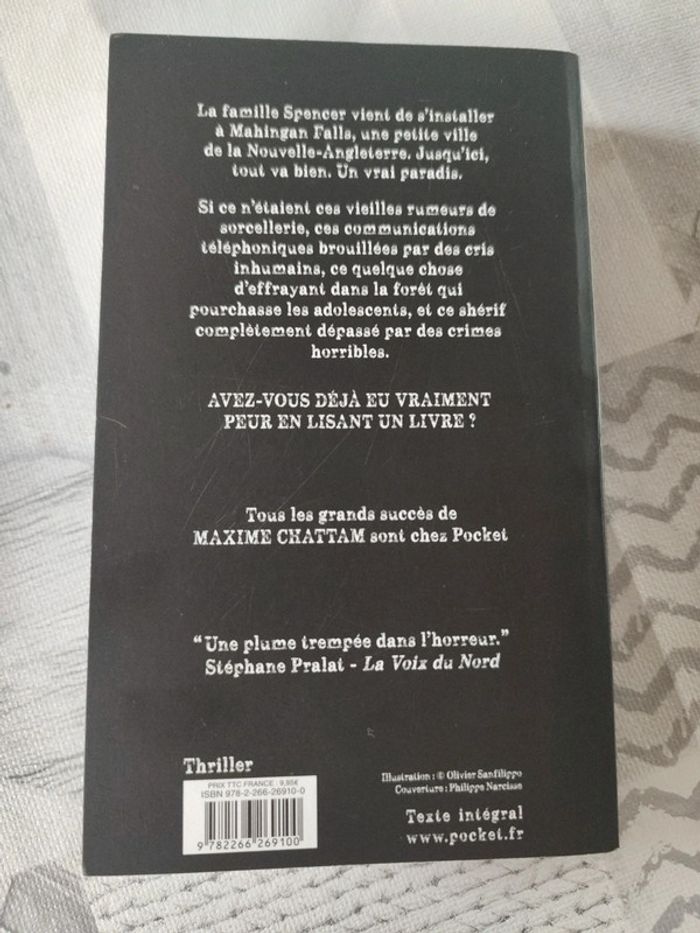 La famille Spencer vient de s'installer
à Mahingan Falls, une petite ville
de la Nouvelle-Angleterre. Jusqu'ici,
tout va bien. Un vrai paradis.
Si ce n'étaient ces vieilles rumeurs de
sorcellerie, ces communications
téléphoniques brouillées par des cris
inhumains, ce quelque chose
d'effrayant dans la forêt qui
pourchasse les adolescents, et ce shérif
complètement dépassé par des crimes
horribles.
AVEZ-VOUS DÉJÀ EU VRAIMENT
PEUR EN LISANT UN LIVRE ?
Tous les grands succès de
MAXIME CHATTAM sont chez Pocket
“Une plume trempée dans l'horreur.”
Stéphane Pralat - La Voix du Nord
Thriller
PRIX TTC FRANCE : 9,85€
ISBN 978-2-266-26910-0
9 782266 269100
Illustration : © Olivier Sanfilippo
Couverture : Philippe Narcisse
Texte intégral
www.pocket.fr